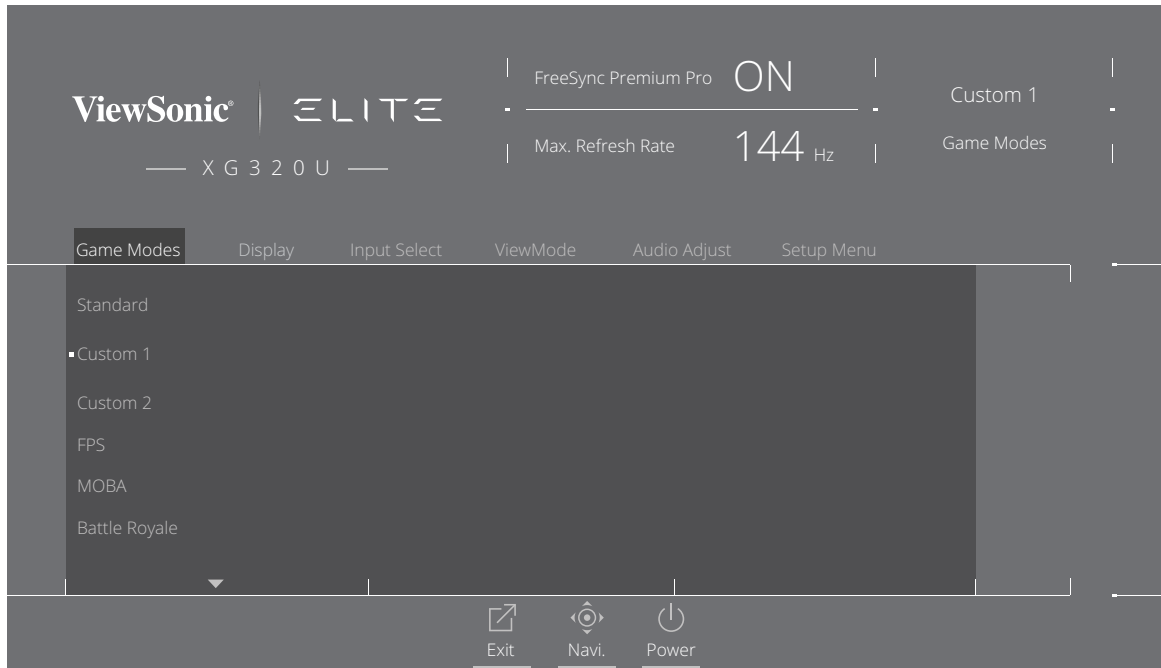 ViewSonic® ELITE
XG320U
FreeSync Premium Pro ON
Max. Refresh Rate 144 Hz
Custom 1
Game Modes
Game Modes Display Input Select ViewMode Audio Adjust Setup Menu
Standard
Custom 1
Custom 2
FPS
MOBA
Battle Royale
Exit Navi. Power